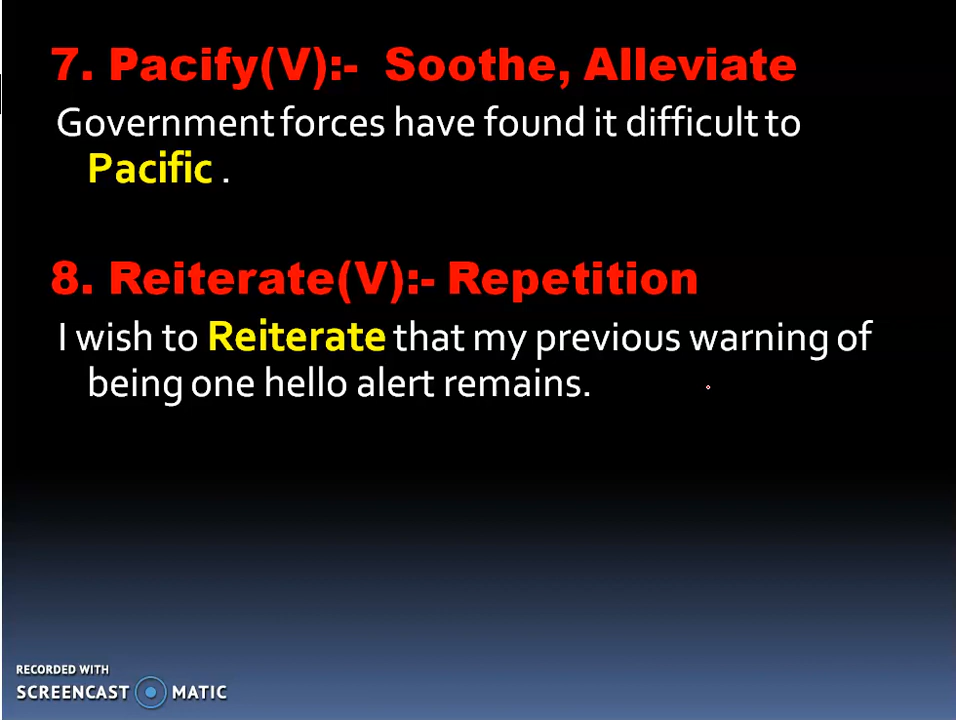 7. Pacify(V):- Soothe, Alleviate
Government forces have found it difficult to
Pacific .
8. Reiterate(V):- Repetition
I wish to Reiterate that my previous warning of
being one hello alert remains.
RECORDED WITH
SCREENCAST MATIC